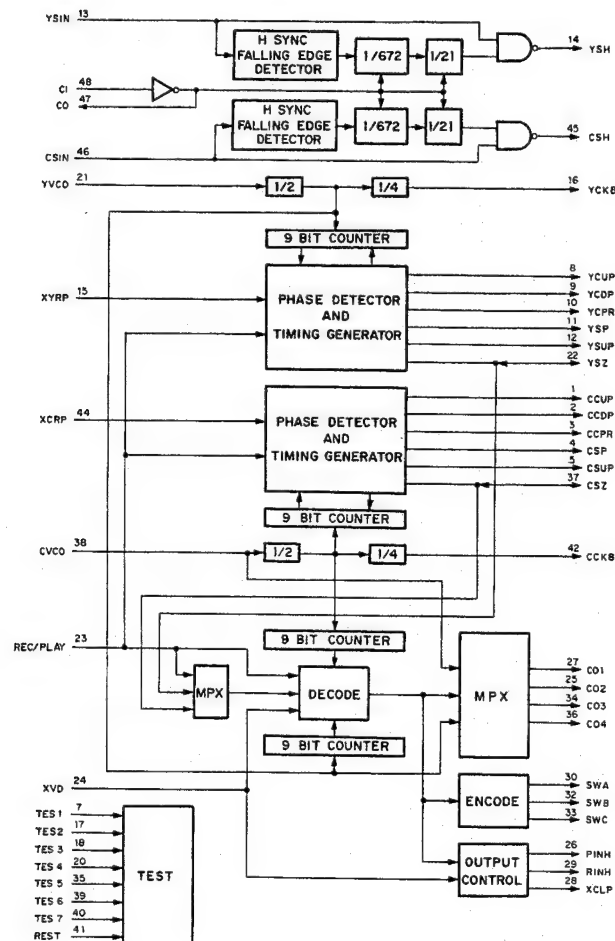 YSIN 13
14 YSH
H SYNC
FALLING EDGE
DETECTOR
1/672
1/21
CI 48
CO 47
H SYNC
FALLING EDGE
DETECTOR
1/672
1/21
45 CSH
CSIN 46
YVCO 21
1/2
1/4
16 YCK8
9 BIT COUNTER
XYRP 15
PHASE DETECTOR
AND
TIMING GENERATOR
8 YCUP
9 YCDP
10 YCPR
11 YSP
12 YSUP
22 YSZ
XCRP 44
PHASE DETECTOR
AND
TIMING GENERATOR
1 CCUP
2 CCDP
3 CCPR
4 CSP
5 CSUP
37 CSZ
9 BIT COUNTER
CVCO 38
1/2
1/4
42 CCK8
REC/PLAY 23
9 BIT COUNTER
MPX
DECODE
9 BIT COUNTER
MPX
27 CO1
25 CO2
34 CO3
36 CO4
XVD 24
ENCODE
30 SWA
32 SWB
33 SWC
OUTPUT
CONTROL
26 PINH
29 RINH
28 XCLP
TES 1 7
TES2 17
TES 3 18
TES 4 20
TES 5 35
TES 6 39
TES 7 40
REST 41
TEST